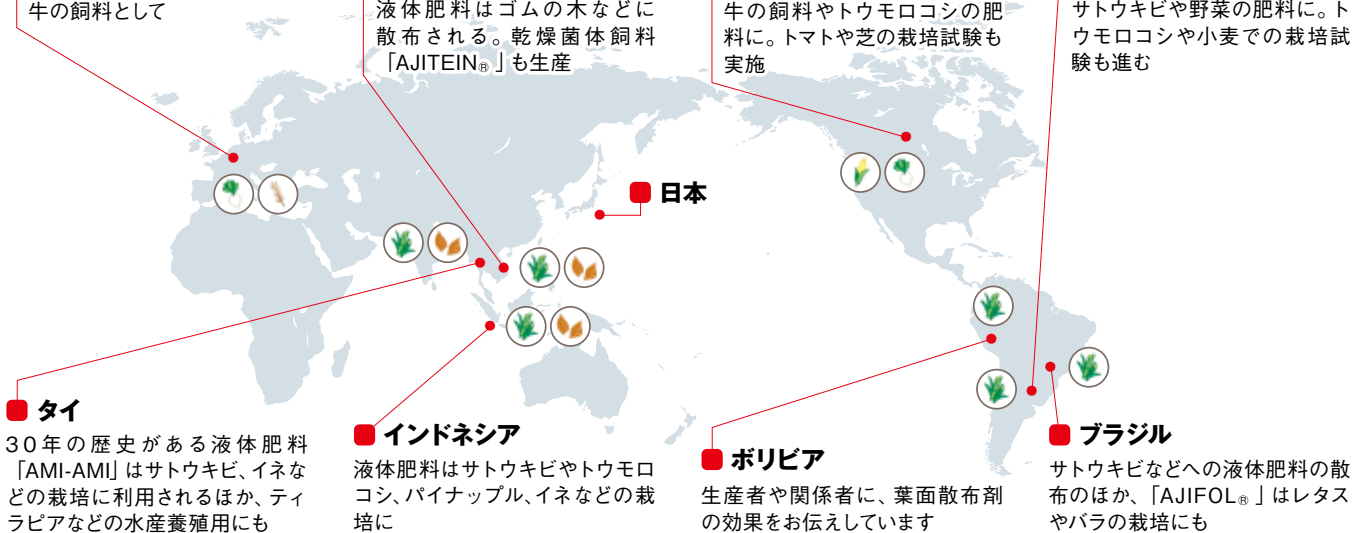 牛の飼料として
液体肥料はゴムの木などに
散布される。乾燥菌体飼料
「AJITEIN®」も生産
牛の飼料やトウモロコシの肥
料に。トマトや芝の栽培試験も
実施
サトウキビや野菜の肥料に。ト
ウモロコシや小麦での栽培試
験も進む
日本
タイ
30年の歴史がある液体肥料
「AMI-AMI」はサトウキビ、イネな
どの栽培に利用されるほか、ティ
ラピアなどの水産養殖用にも
インドネシア
液体肥料はサトウキビやトウモロ
コシ、パイナップル、イネなどの栽
培に
ボリビア
生産者や関係者に、葉面散布剤
の効果をお伝えしています
ブラジル
サトウキビなどへの液体肥料の散
布のほか、「AJIFOL®」はレタス
やバラの栽培にも